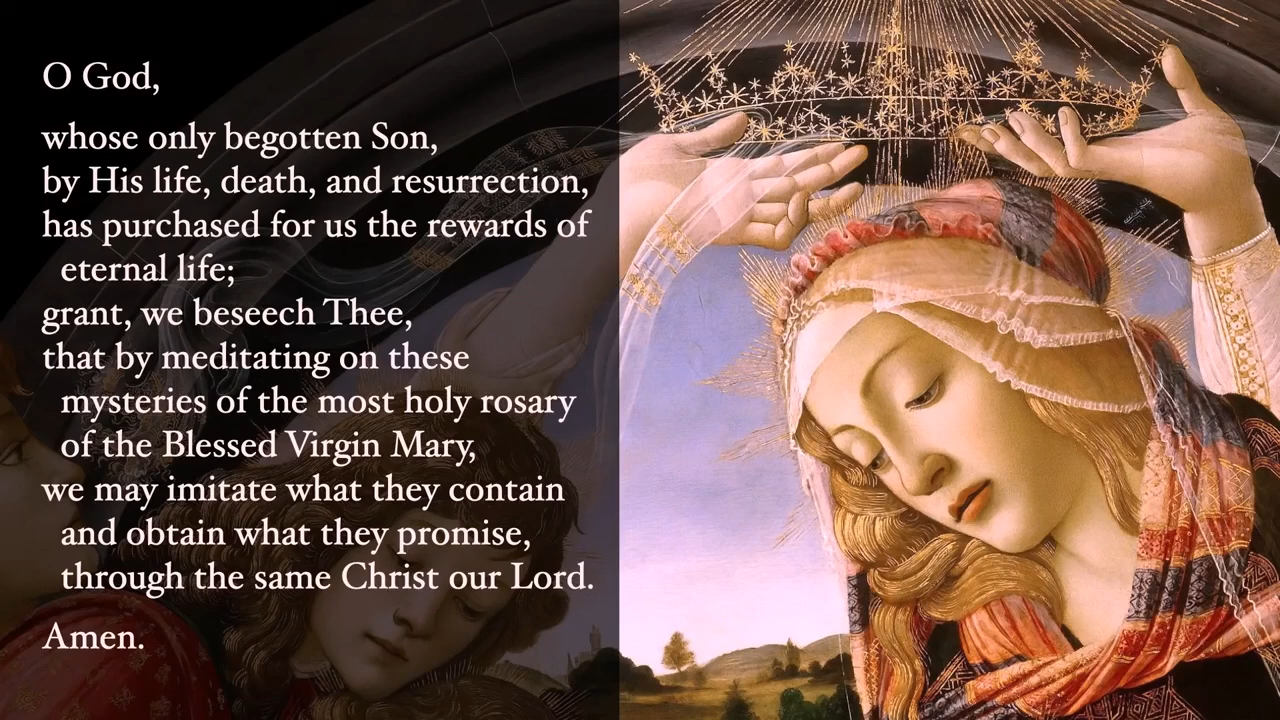 O God,
whose only begotten Son,
by His life, death, and resurrection,
has purchased for us the rewards of
eternal life;
grant, we beseech Thee,
that by meditating on these
mysteries of the most holy rosary
of the Blessed Virgin Mary,
we may imitate what they contain
and obtain what they promise,
through the same Christ our Lord.
Amen.